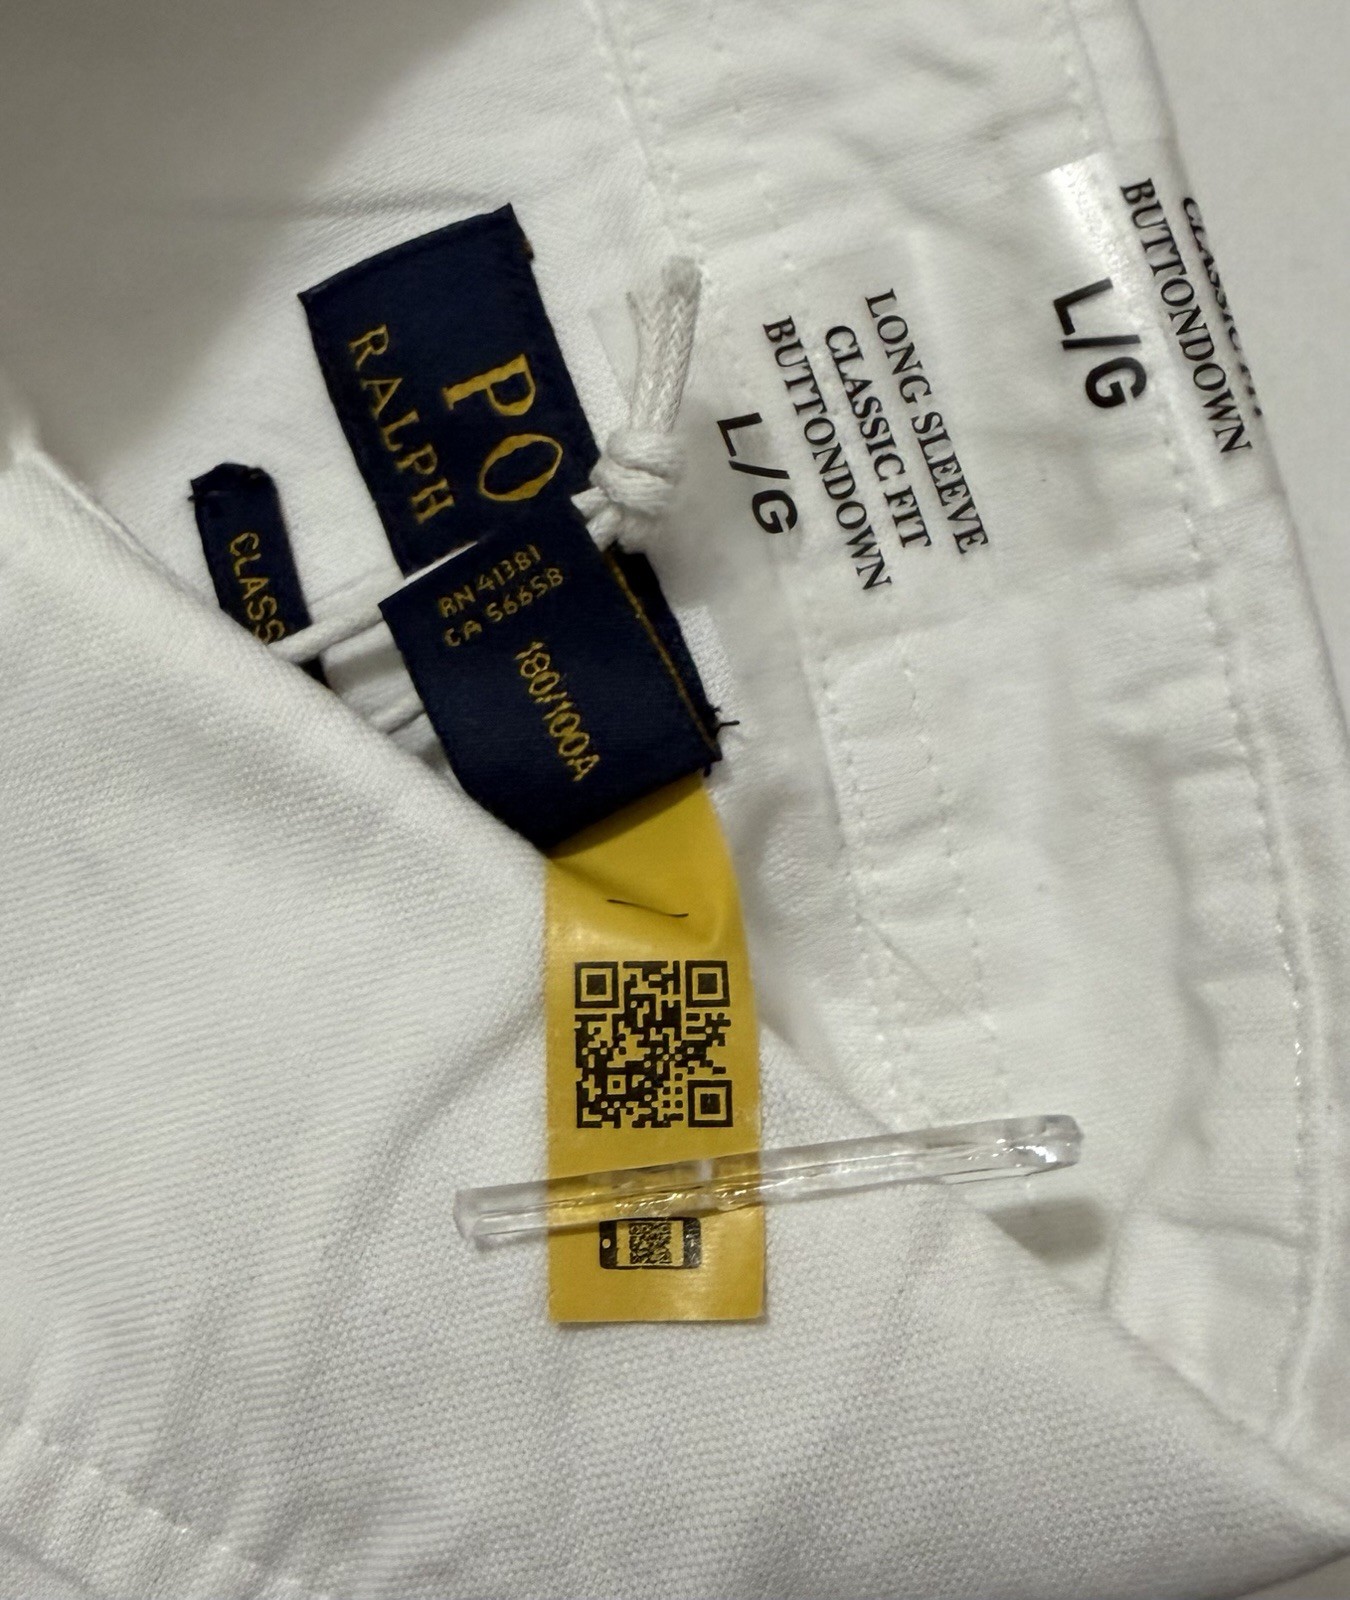 PO
RALPH
CLASS
RN 41381
CA 56658
180/100A
LONG SLEEVE
CLASSIC FIT
BUTTONDOWN
L/G
BUTTONDOWN
L/G